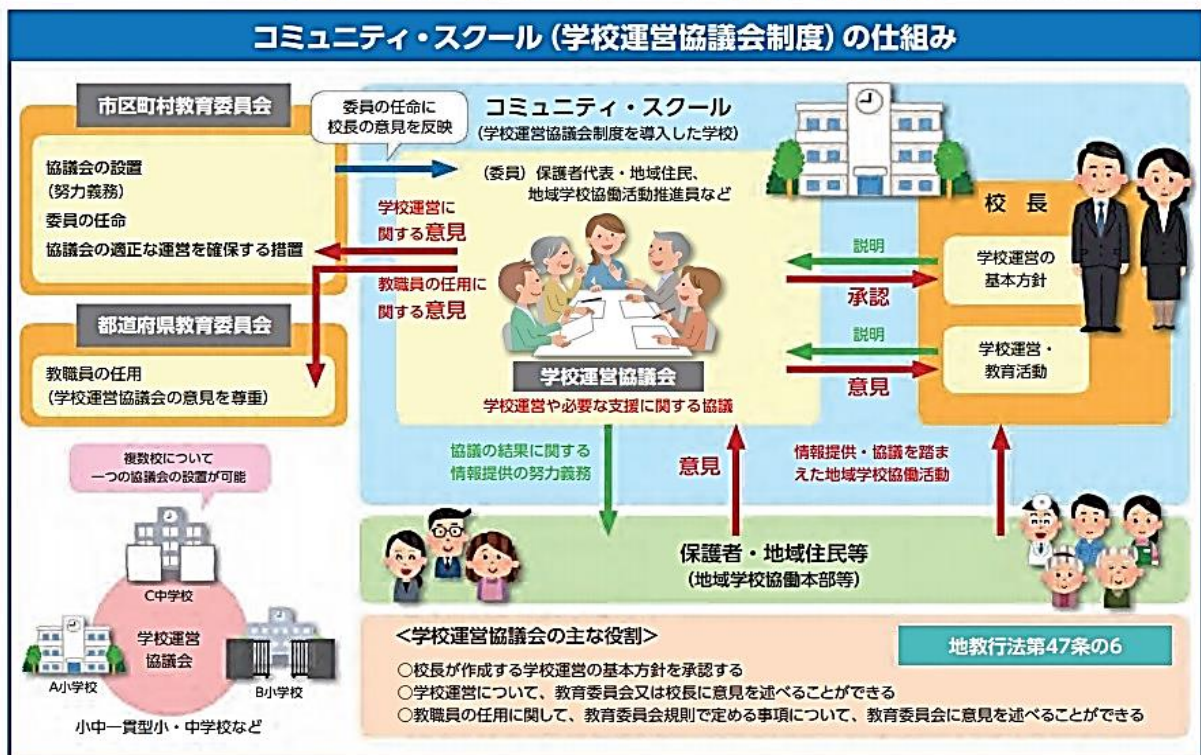 コミュニティ・スクール（学校運営協議会制度）の仕組み
市区町村教育委員会
協議会の設置
(努力義務)
委員の任命
協議会の適正な運営を確保する措置
委員の任命に
校長の意見を反映
コミュニティ・スクール
(学校運営協議会制度を導入した学校)
(委員) 保護者代表・地域住民、
地域学校協働活動推進員など
学校運営に
関する意見
教職員の任用に
関する意見
学校運営協議会
学校運営や必要な支援に関する協議
校長
説明
承認
学校運営の
基本方針
説明
意見
学校運営・
教育活動
都道府県教育委員会
教職員の任用
(学校運営協議会の意見を尊重)
協議の結果に関する
情報提供の努力義務
意見
情報提供・協議を踏ま
えた地域学校協働活動
保護者・地域住民等
(地域学校協働本部等)
複数校について
一つの協議会の設置が可能
C中学校
学校運営
協議会
A小学校
B小学校
小中一貫型小・中学校など
<学校運営協議会の主な役割>
地教行法第47条の6
○校長が作成する学校運営の基本方針を承認する
○学校運営について、教育委員会又は校長に意見を述べることができる
○教職員の任用に関して、教育委員会規則で定める事項について、教育委員会に意見を述べることができる